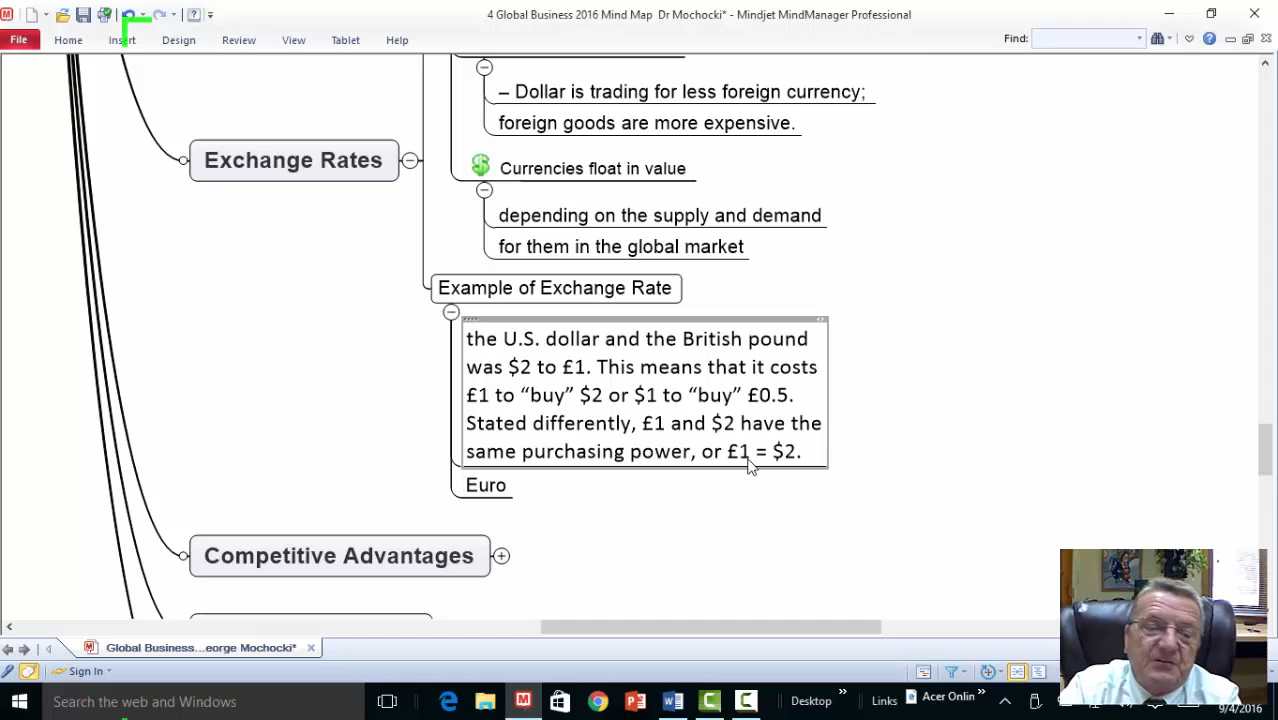 4 Global Business 2016 Mind Map Dr Mochocki* - Mindjet MindManager Professional
File Home Insert Design Review View Tablet Help Find:
– Dollar is trading for less foreign currency;
foreign goods are more expensive.
Exchange Rates
Currencies float in value
depending on the supply and demand
for them in the global market
Example of Exchange Rate
the U.S. dollar and the British pound
was $2 to £1. This means that it costs
£1 to “buy” $2 or $1 to “buy” £0.5.
Stated differently, £1 and $2 have the
same purchasing power, or £1 = $2.
Euro
Competitive Advantages
Global Business...eorge Mochocki*
Sign In
Search the web and Windows Desktop Links Acer Onlin
9/4/2016